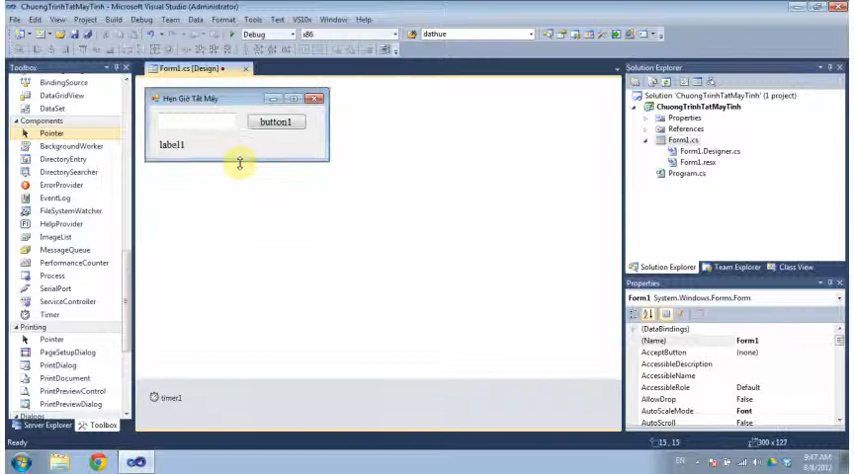 ChuongTrinhTatMayTinh - Microsoft Visual Studio (Administrator)
File Edit View Project Build Debug Team Data Format Tools VS10x Window Help
Debug x86 dathue
Toolbox
BindingSource
DataGridView
DataSet
Components
Pointer
BackgroundWorker
DirectoryEntry
DirectorySearcher
ErrorProvider
EventLog
FileSystemWatcher
HelpProvider
ImageList
MessageQueue
PerformanceCounter
Process
SerialPort
ServiceController
Timer
Printing
Pointer
PageSetupDialog
PrintDialog
PrintDocument
PrintPreviewControl
PrintPreviewDialog
Dialogs
Server Explorer Toolbox
Form1.cs [Design]
Hẹn Giờ Tắt Máy
button1
label1
timer1
Solution Explorer
Solution 'ChuongTrinhTatMayTinh' (1 project)
ChuongTrinhTatMayTinh
Properties
References
Form1.cs
Form1.Designer.cs
Form1.resx
Program.cs
Solution Explorer Team Explorer Class View
Properties
Form1 System.Windows.Forms.Form
(DataBindings)
(Name) Form1
AcceptButton (none)
AccessibleDescription
AccessibleName
AccessibleRole Default
AllowDrop False
AutoScaleMode Font
AutoScroll False
Ready
15, 15
300 x 127
EN
9:47 AM
8/8/2012